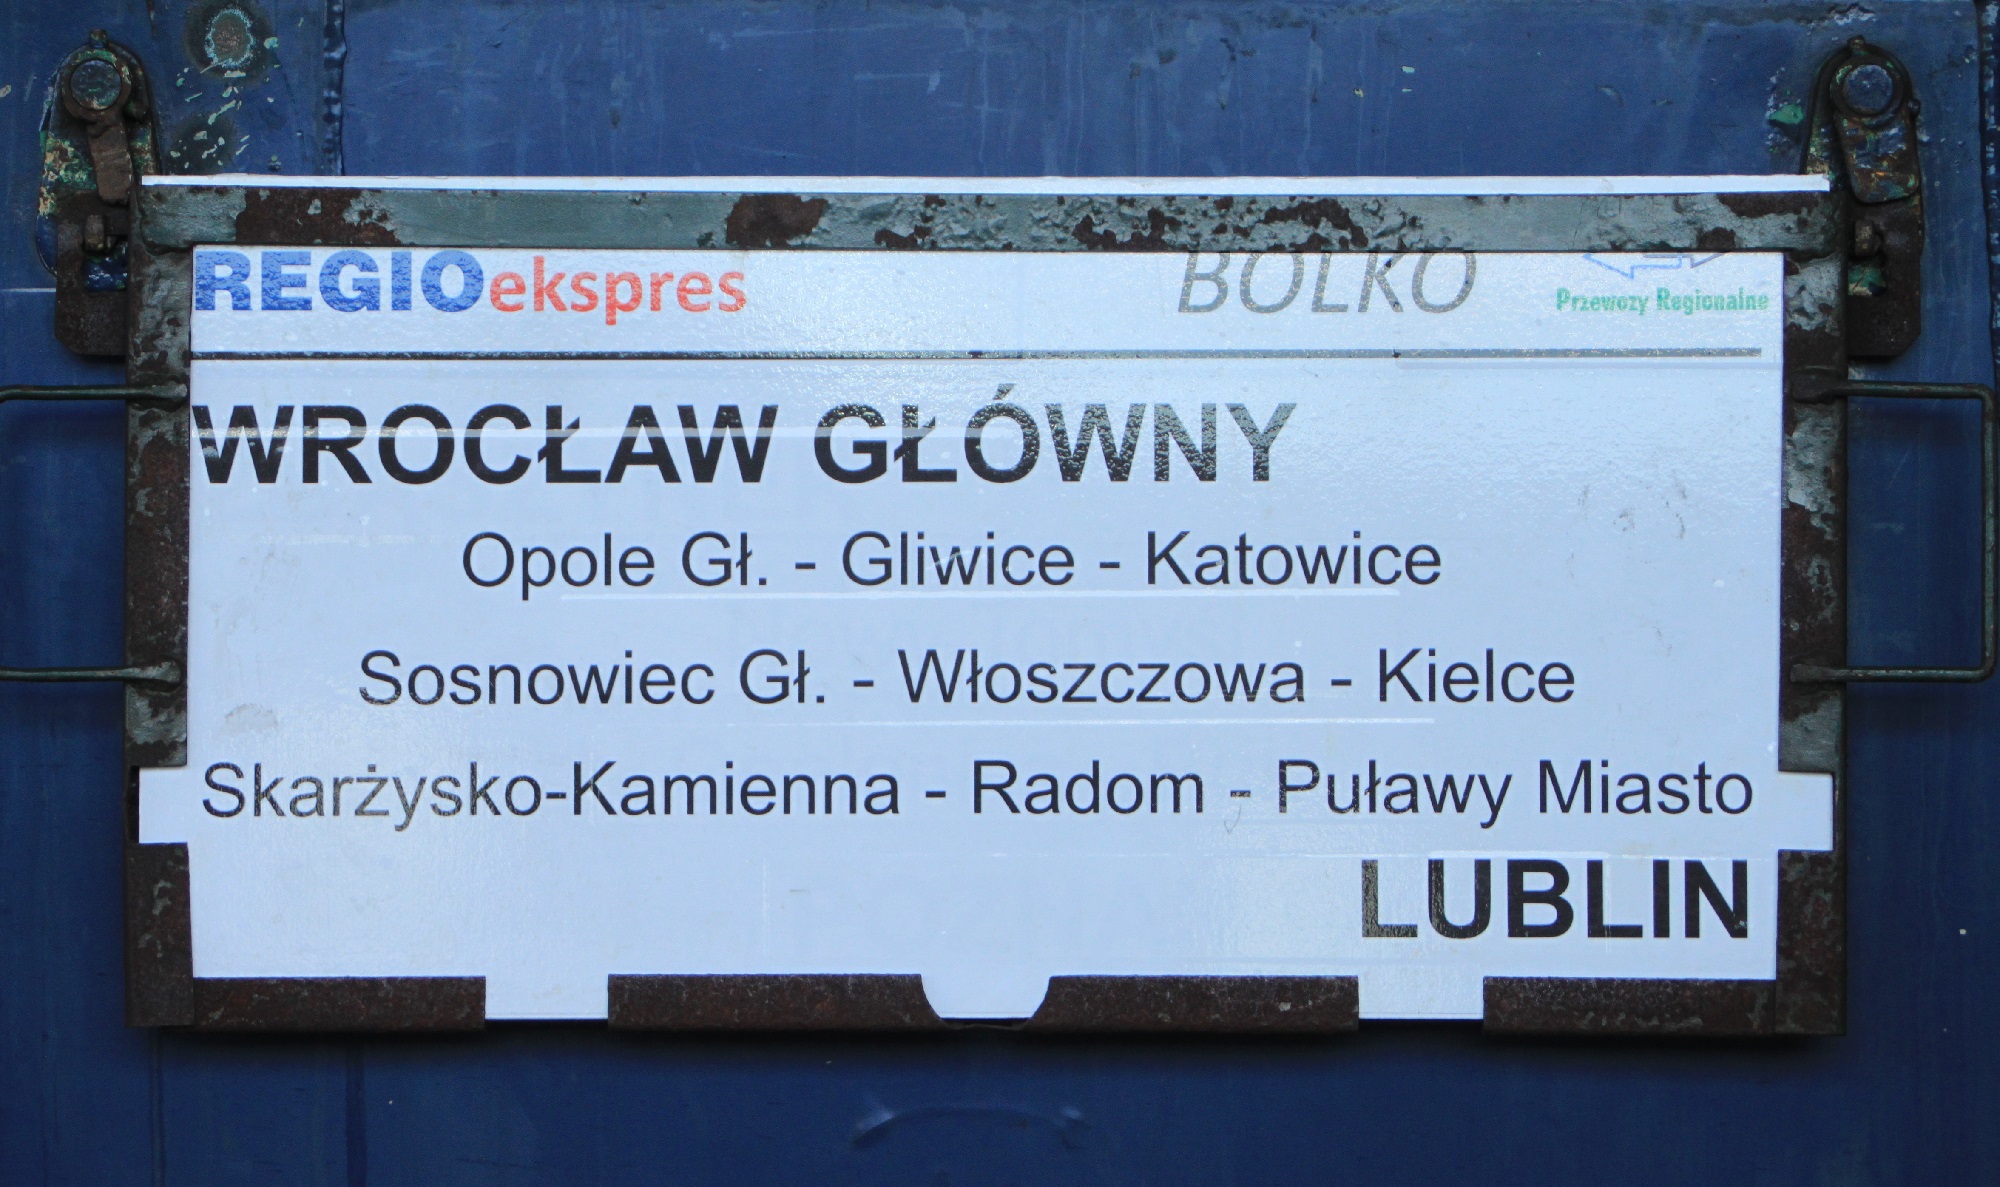 REGIOekspres BOLKO Przewozy Regionalne
WROCŁAW GŁÓWNY
Opole Gł. - Gliwice - Katowice
Sosnowiec Gł. - Włoszczowa - Kielce
Skarżysko-Kamienna - Radom - Puławy Miasto
LUBLIN